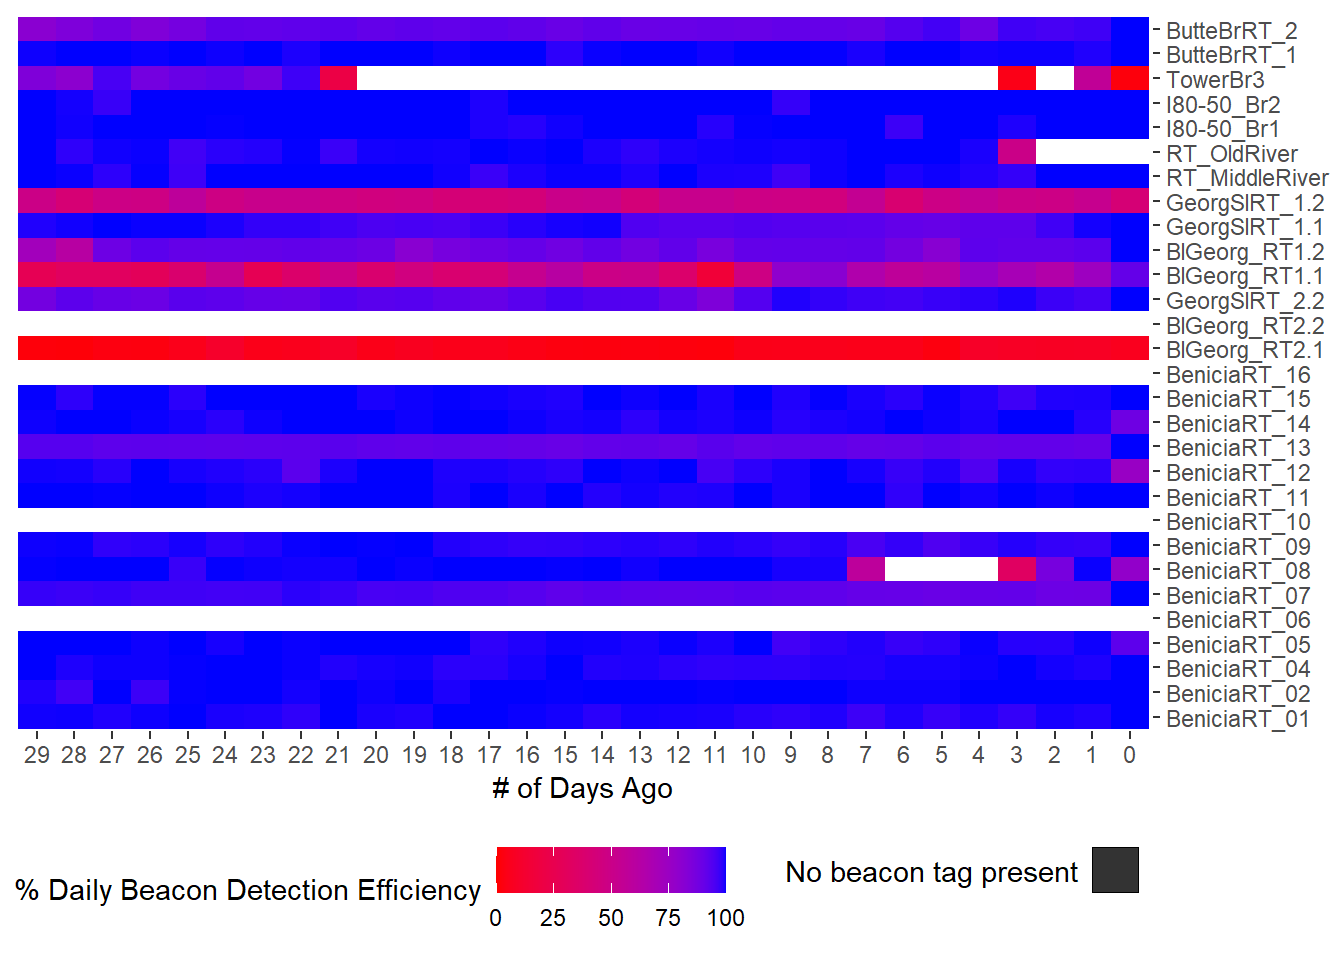 ButteBrRT_2
ButteBrRT_1
TowerBr3
I80-50_Br2
I80-50_Br1
RT_OldRiver
RT_MiddleRiver
GeorgSlRT_1.2
GeorgSlRT_1.1
BlGeorg_RT1.2
BlGeorg_RT1.1
GeorgSlRT_2.2
BlGeorg_RT2.2
BlGeorg_RT2.1
BeniciaRT_16
BeniciaRT_15
BeniciaRT_14
BeniciaRT_13
BeniciaRT_12
BeniciaRT_11
BeniciaRT_10
BeniciaRT_09
BeniciaRT_08
BeniciaRT_07
BeniciaRT_06
BeniciaRT_05
BeniciaRT_04
BeniciaRT_02
BeniciaRT_01
29 28 27 26 25 24 23 22 21 20 19 18 17 16 15 14 13 12 11 10 9 8 7 6 5 4 3 2 1 0
# of Days Ago
% Daily Beacon Detection Efficiency
0 25 50 75 100
No beacon tag present